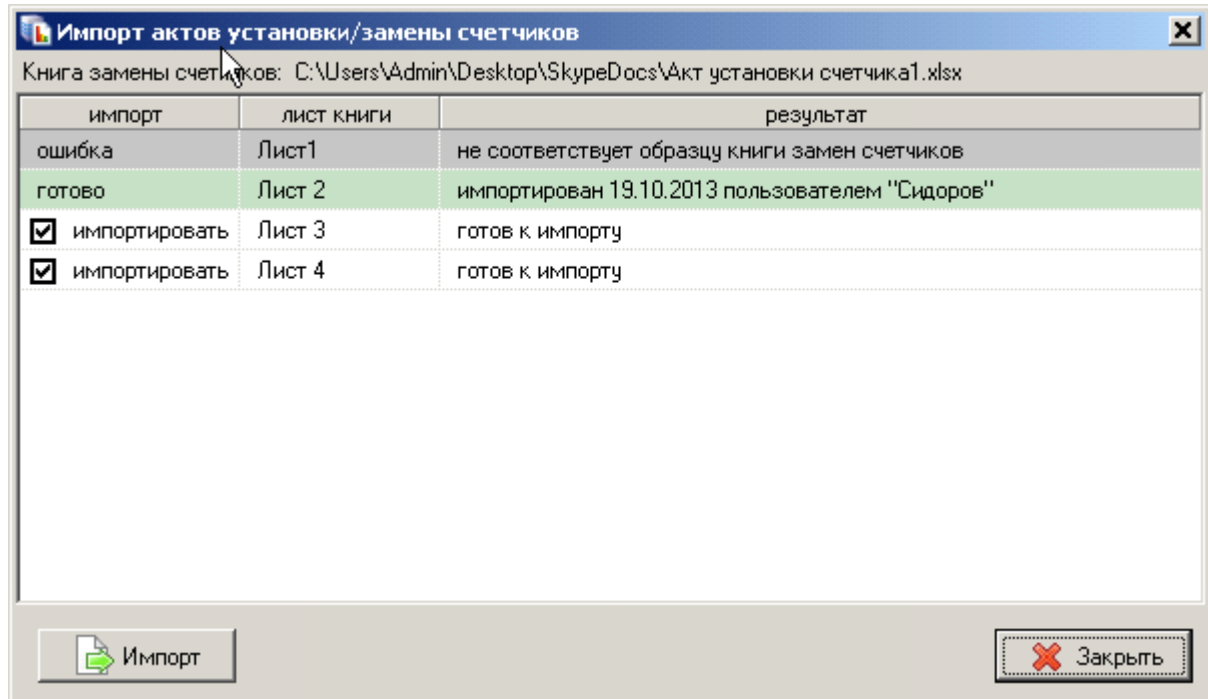 Импорт актов установки/замены счетчиков
Книга замены счетчиков: C:\Users\Admin\Desktop\SkypeDocs\Акт установки счетчика1.xlsx
импорт лист книги результат
ошибка Лист1 не соответствует образцу книги замен счетчиков
готово Лист 2 импортирован 19.10.2013 пользователем "Сидоров"
импортировать Лист 3 готов к импорту
импортировать Лист 4 готов к импорту
Импорт Закрыть